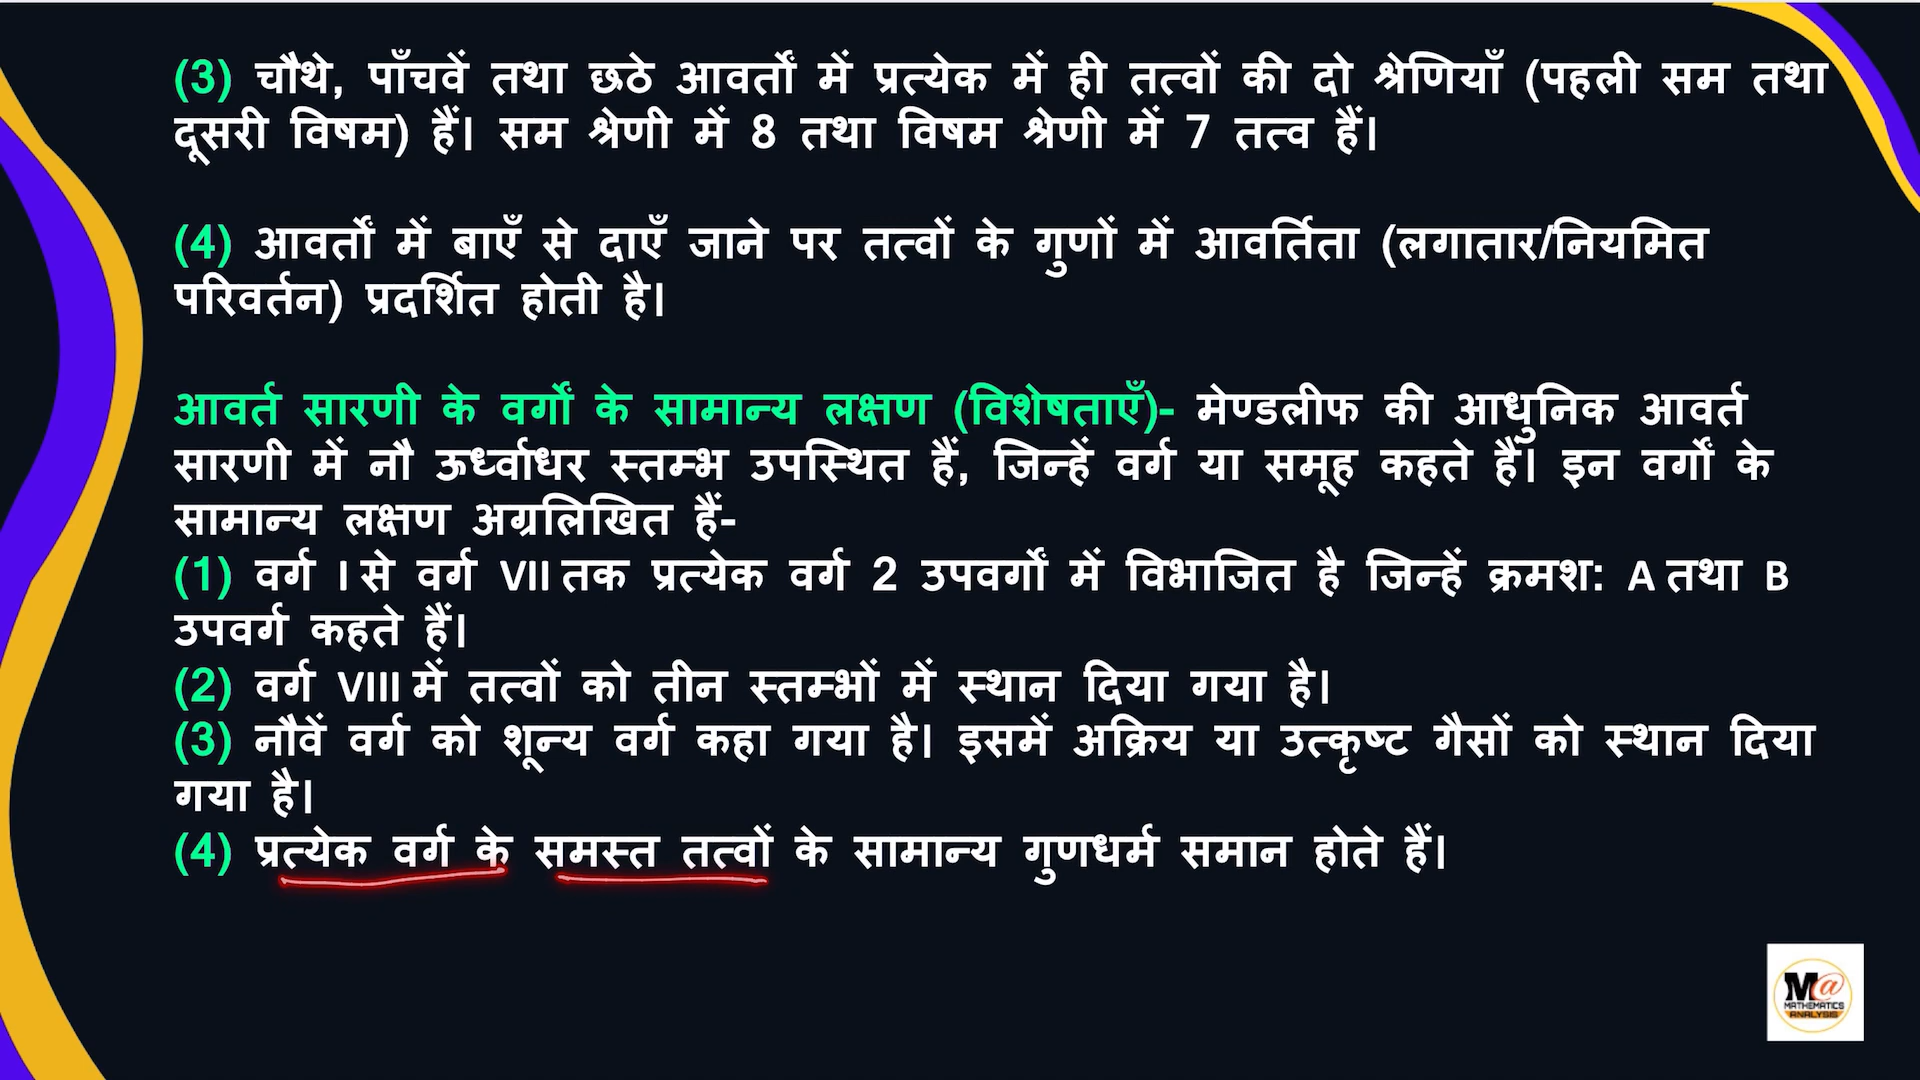 (3) चौथे, पाँचवें तथा छठे आवर्तों में प्रत्येक में ही तत्वों की दो श्रेणियाँ (पहली सम तथा
दूसरी विषम) हैं। सम श्रेणी में 8 तथा विषम श्रेणी में 7 तत्व हैं।
(4) आवर्तों में बाएँ से दाएँ जाने पर तत्वों के गुणों में आवर्तिता (लगातार/नियमित
परिवर्तन) प्रदर्शित होती है।
आवर्त सारणी के वर्गों के सामान्य लक्षण (विशेषताएँ)- मेण्डलीफ की आधुनिक आवर्त
सारणी में नौ ऊर्ध्वाधर स्तम्भ उपस्थित हैं, जिन्हें वर्ग या समूह कहते हैं। इन वर्गों के
सामान्य लक्षण अग्रलिखित हैं-
(1) वर्ग I से वर्ग VII तक प्रत्येक वर्ग 2 उपवर्गों में विभाजित है जिन्हें क्रमश: A तथा B
उपवर्ग कहते हैं।
(2) वर्ग VIII में तत्वों को तीन स्तम्भों में स्थान दिया गया है।
(3) नौवें वर्ग को शून्य वर्ग कहा गया है। इसमें अक्रिय या उत्कृष्ट गैसों को स्थान दिया
गया है।
(4) प्रत्येक वर्ग के समस्त तत्वों के सामान्य गुणधर्म समान होते हैं।
M@
MATHEMATICS
ANALYSIS